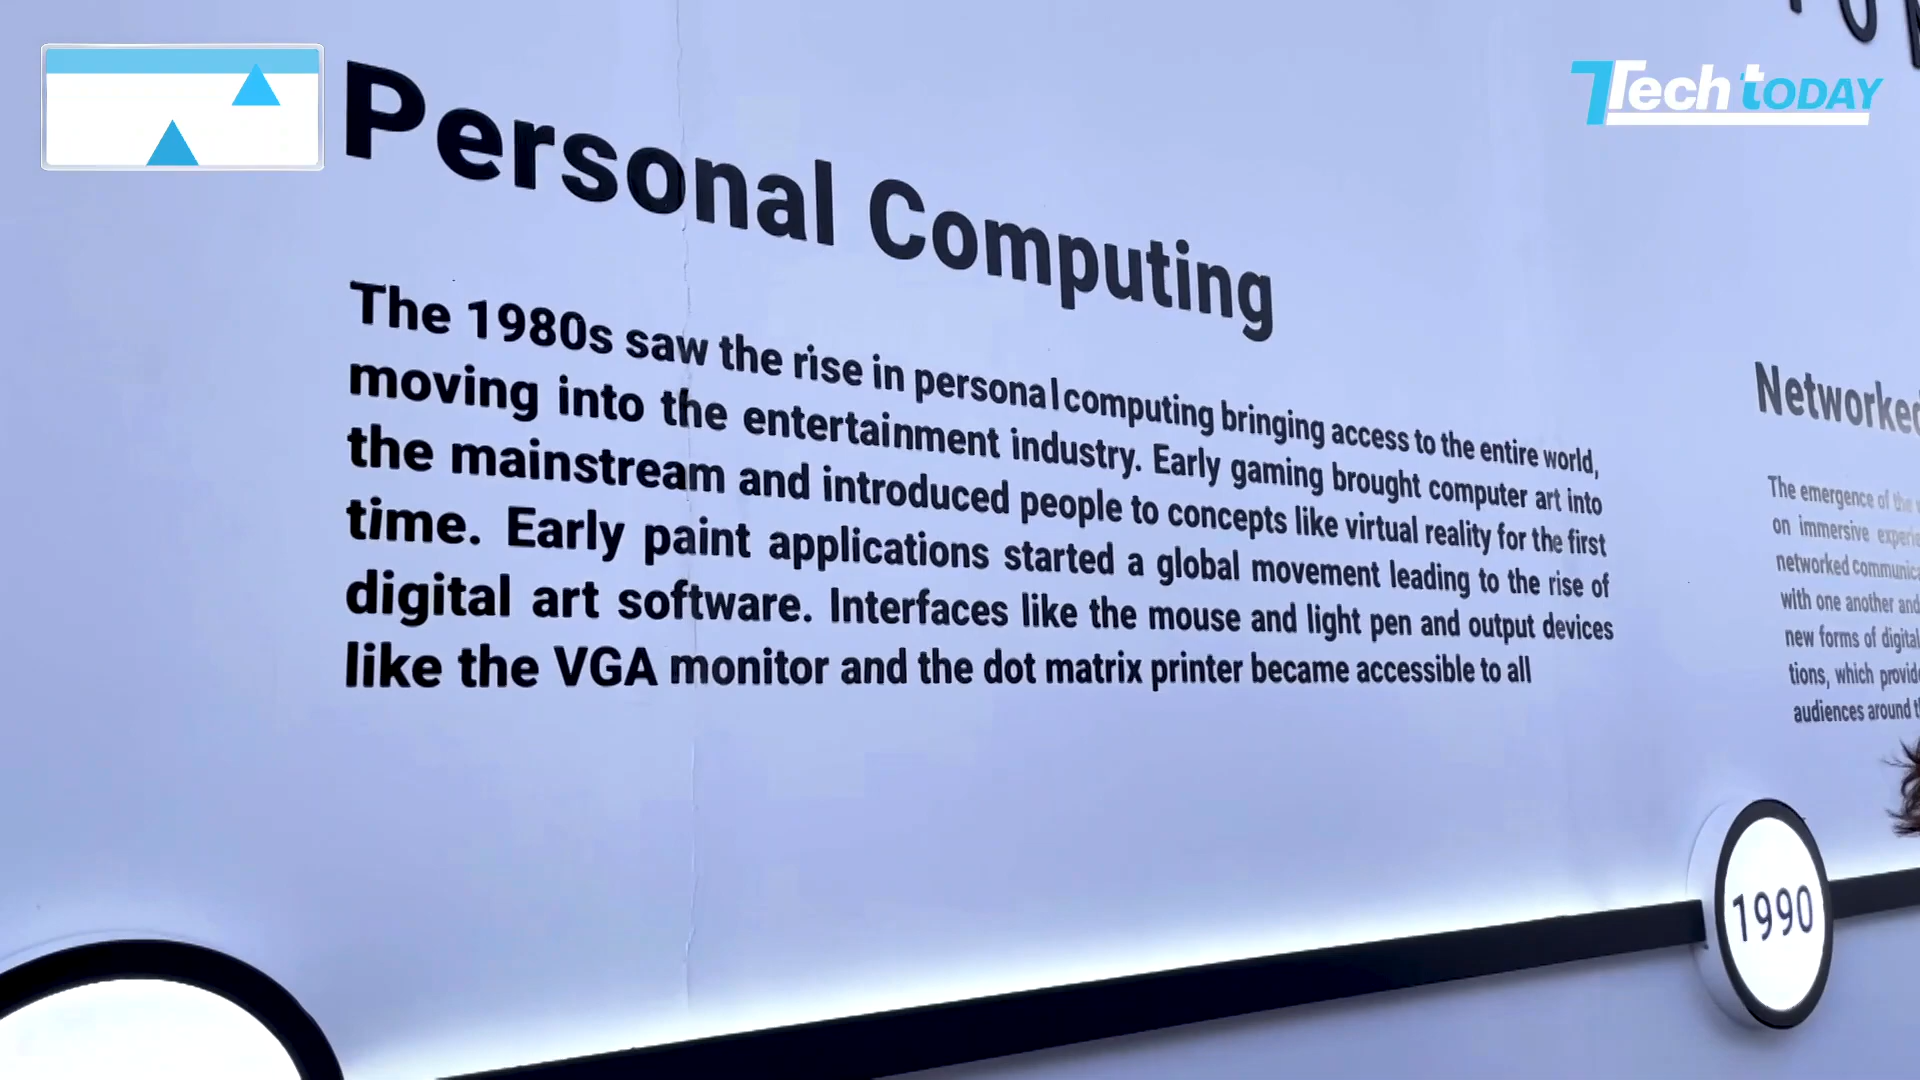 Tech toDAY
Personal Computing
The 1980s saw the rise in personal computing bringing access to the entire world,
moving into the entertainment industry. Early gaming brought computer art into
the mainstream and introduced people to concepts like virtual reality for the first
time. Early paint applications started a global movement leading to the rise of
digital art software. Interfaces like the mouse and light pen and output devices
like the VGA monitor and the dot matrix printer became accessible to all
Networked
The emergence of the
on immersive
networked
with one another and
new forms of digital
tions, which
audiences around
1990